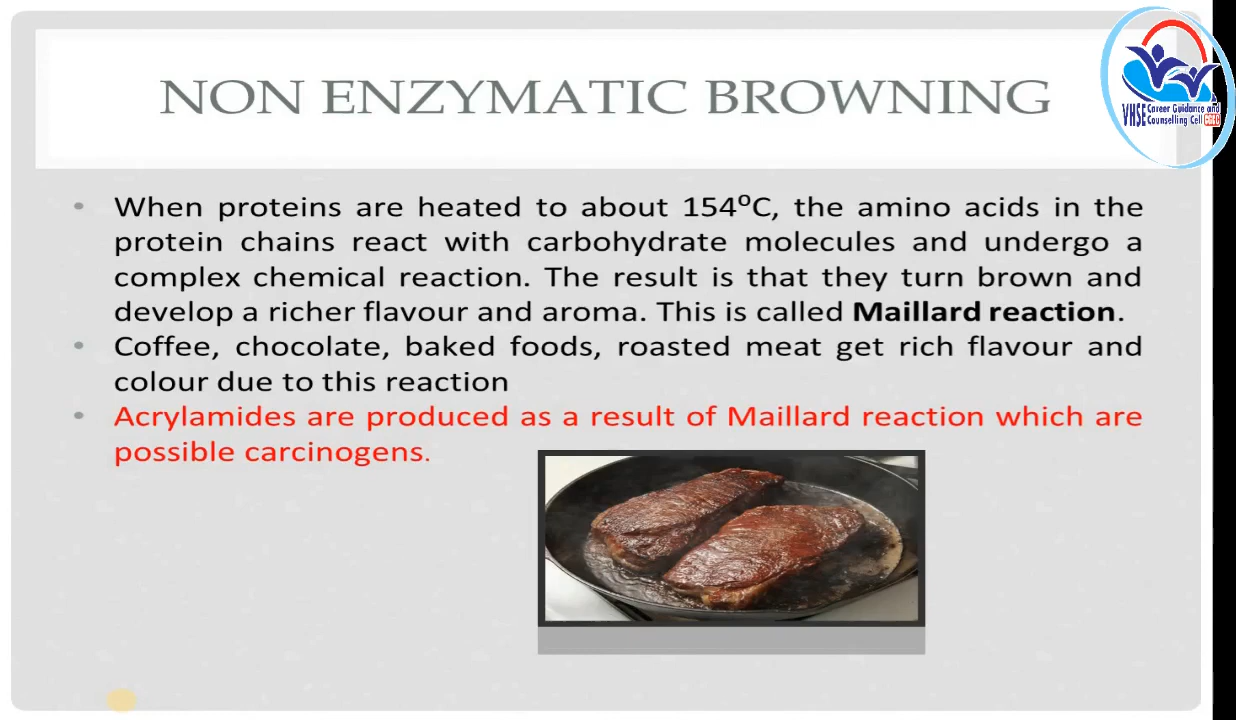 NON ENZYMATIC BROWNING
VHSE Career Guidance and
Counselling Cell CGCC
• When proteins are heated to about 154⁰C, the amino acids in the
protein chains react with carbohydrate molecules and undergo a
complex chemical reaction. The result is that they turn brown and
develop a richer flavour and aroma. This is called Maillard reaction.
• Coffee, chocolate, baked foods, roasted meat get rich flavour and
colour due to this reaction
• Acrylamides are produced as a result of Maillard reaction which are
possible carcinogens.